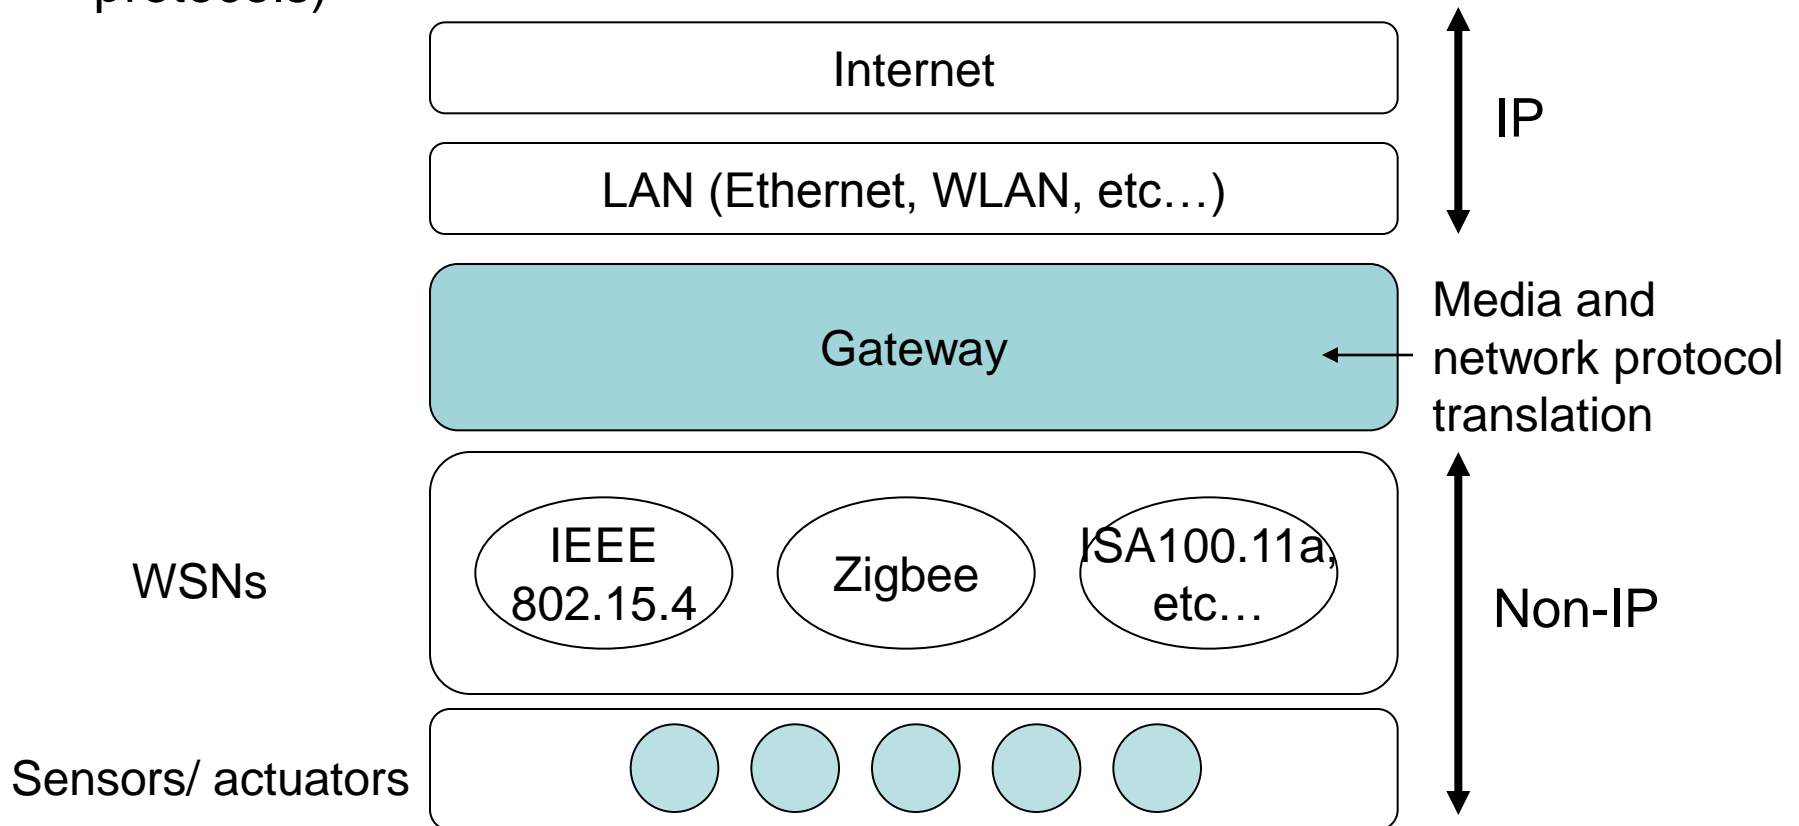 protocols)
Internet
IP
LAN (Ethernet, WLAN, etc…)
Gateway
Media and
network protocol
translation
WSNs
IEEE
802.15.4
Zigbee
ISA100.11a,
etc…
Non-IP
Sensors/ actuators